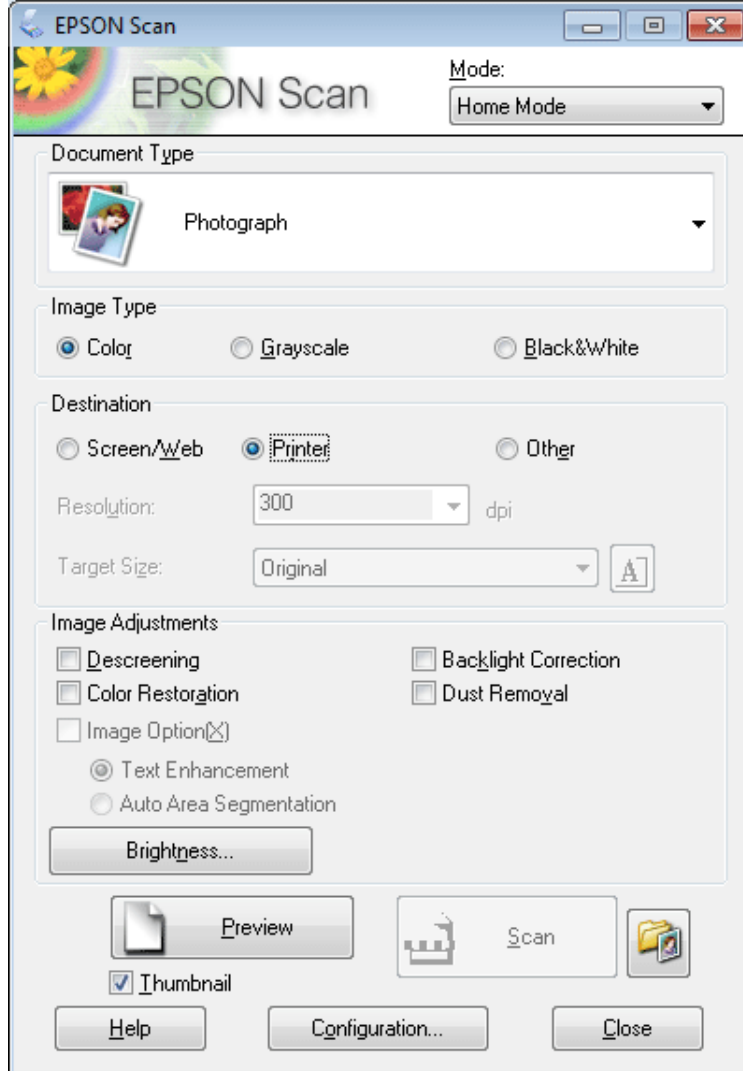 EPSON Scan
EPSON Scan
Mode:
Home Mode
Document Type
Photograph
Image Type
Color Grayscale Black&White
Destination
Screen/Web Printer Other
Resolution: 300 dpi
Target Size: Original A
Image Adjustments
Descreening Backlight Correction
Color Restoration Dust Removal
Image Option(X)
Text Enhancement
Auto Area Segmentation
Brightness...
Preview Scan
Thumbnail
Help Configuration... Close